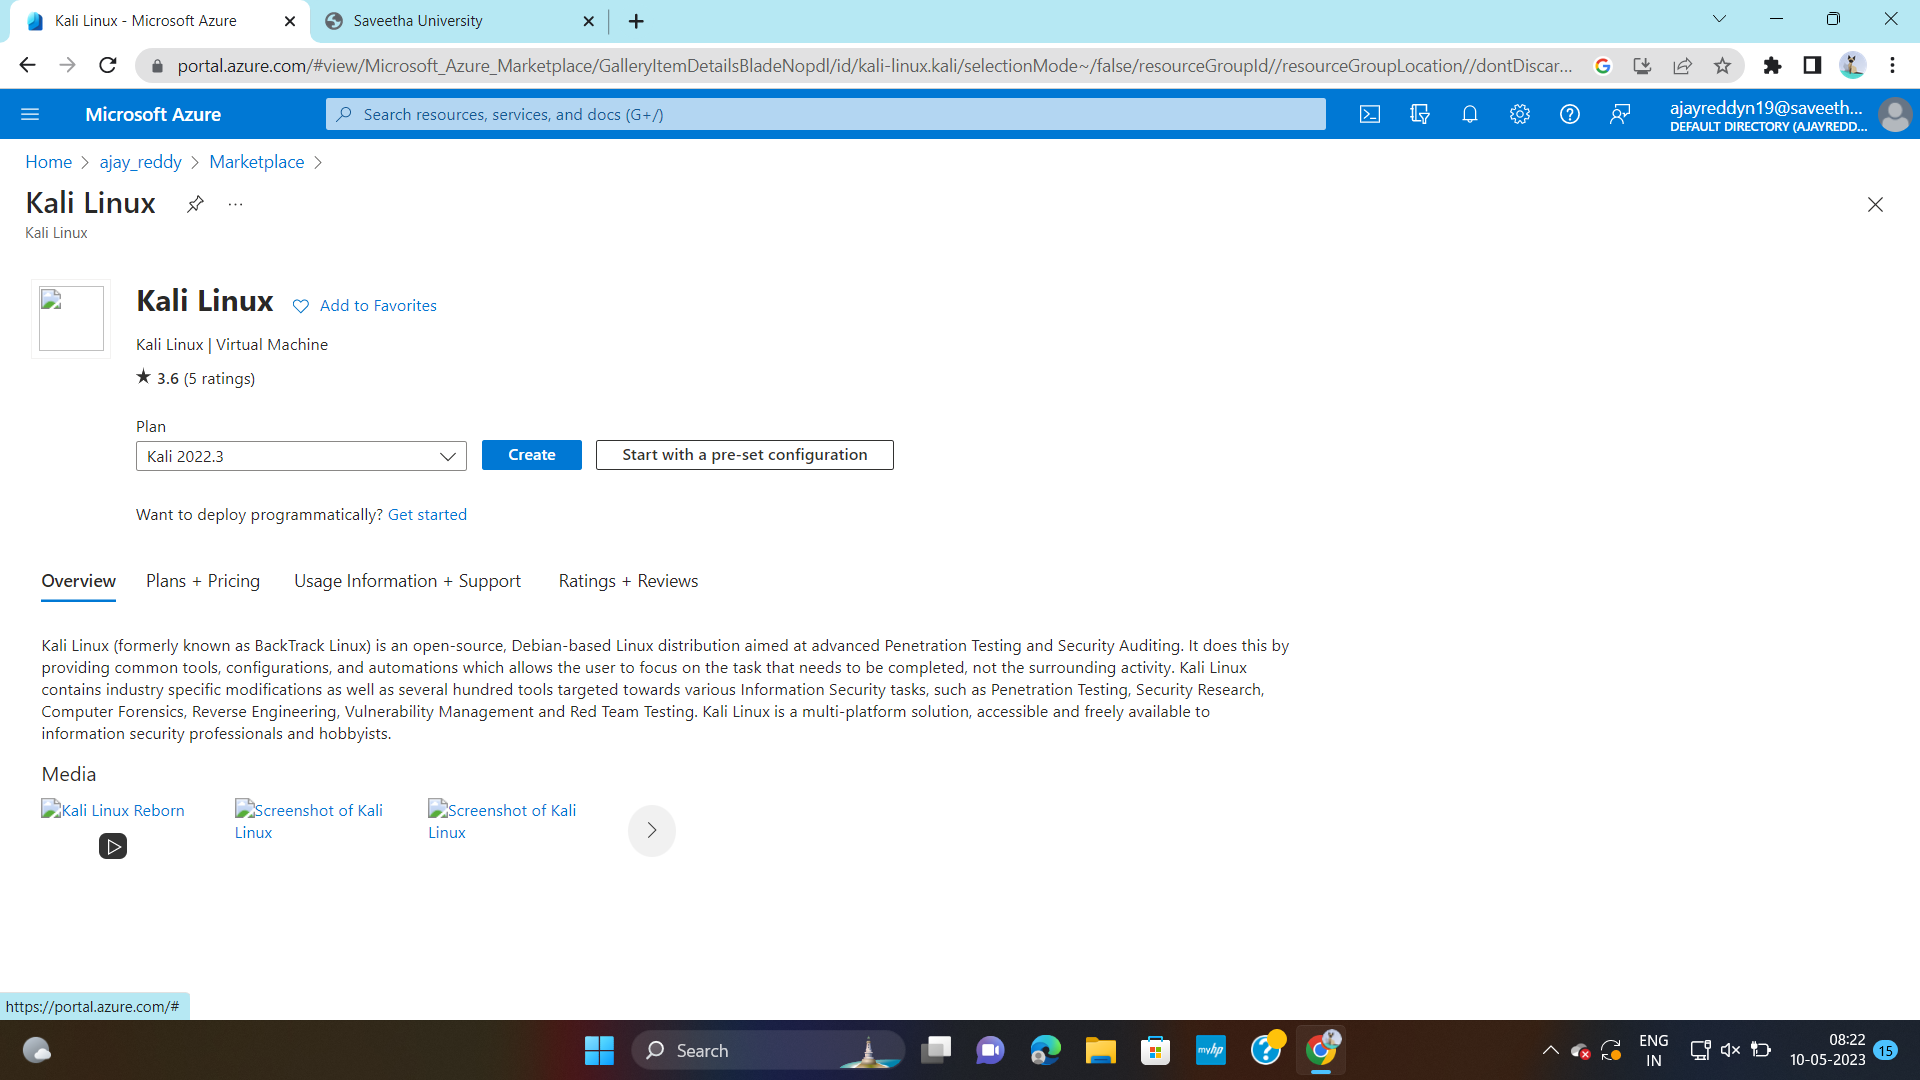 Kali Linux - Microsoft Azure
Saveetha University
portal.azure.com/#view/Microsoft_Azure_Marketplace/GalleryItemDetailsBladeNopdl/id/kali-linux.kali/selectionMode~/false/resourceGroupId//resourceGroupLocation//dontDiscar...
Microsoft Azure
Search resources, services, and docs (G+/)
ajayreddyn19@saveeth...
DEFAULT DIRECTORY (AJAYREDD...
Home > ajay_reddy > Marketplace >
Kali Linux
Kali Linux
Kali Linux
Add to Favorites
Kali Linux | Virtual Machine
★ 3.6 (5 ratings)
Plan
Kali 2022.3
Create
Start with a pre-set configuration
Want to deploy programmatically? Get started
Overview
Plans + Pricing
Usage Information + Support
Ratings + Reviews
Kali Linux (formerly known as BackTrack Linux) is an open-source, Debian-based Linux distribution aimed at advanced Penetration Testing and Security Auditing. It does this by
providing common tools, configurations, and automations which allows the user to focus on the task that needs to be completed, not the surrounding activity. Kali Linux
contains industry specific modifications as well as several hundred tools targeted towards various Information Security tasks, such as Penetration Testing, Security Research,
Computer Forensics, Reverse Engineering, Vulnerability Management and Red Team Testing. Kali Linux is a multi-platform solution, accessible and freely available to
information security professionals and hobbyists.
Media
Kali Linux Reborn
Screenshot of Kali
Linux
Screenshot of Kali
Linux
https://portal.azure.com/#
Search
myhp
ENG
IN
08:22
10-05-2023
15